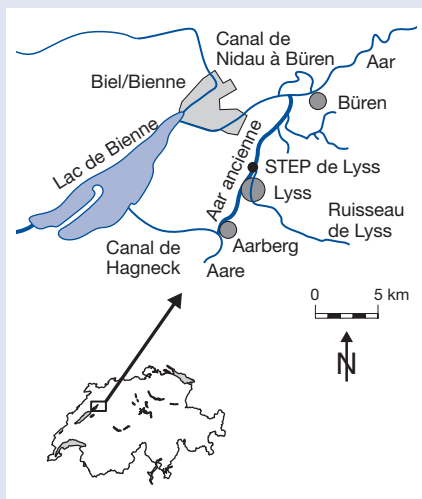 Canal de
Nidau à Büren
Aar
Biel/Bienne
Büren
Lac de Bienne
Aar ancienne
STEP de Lyss
Lyss
Ruisseau
de Lyss
Canal de
Hagneck
Aarberg
Aare
0 5 km
N